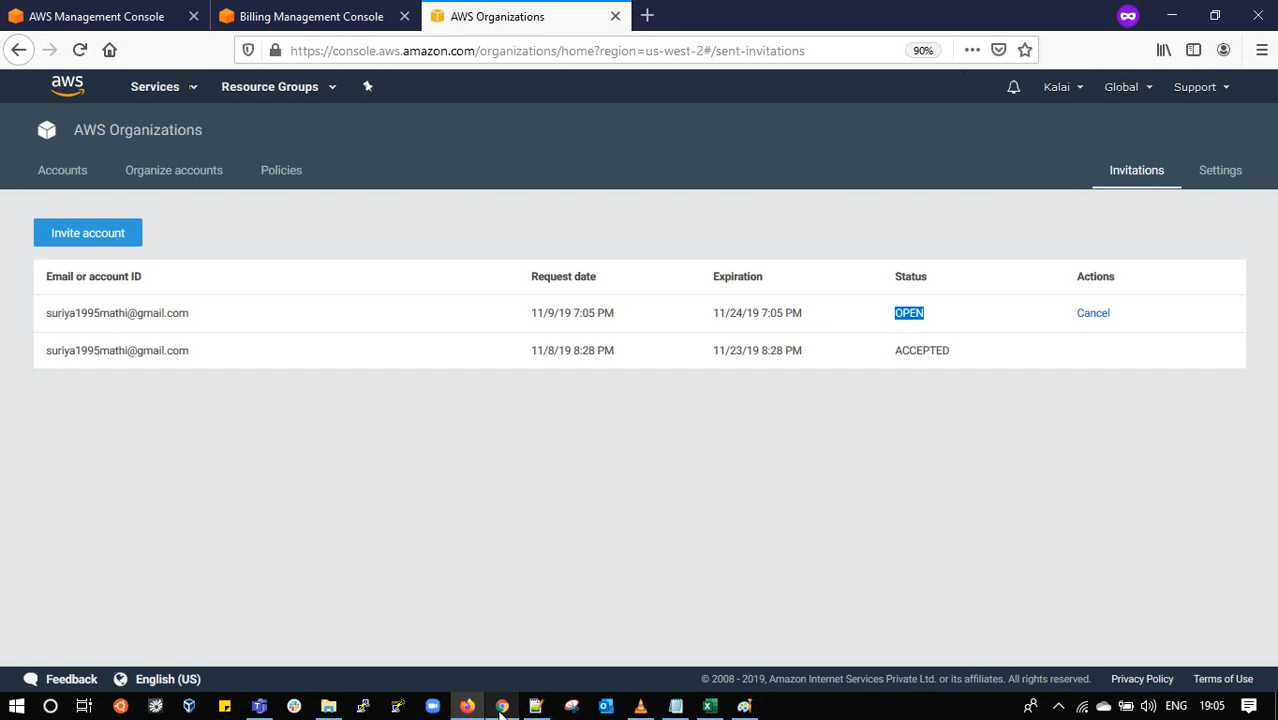 AWS Management Console
Billing Management Console
AWS Organizations
https://console.aws.amazon.com/organizations/home?region=us-west-2#/sent-invitations
90%
aws
Services
Resource Groups
Kalai
Global
Support
AWS Organizations
Accounts
Organize accounts
Policies
Invitations
Settings
Invite account
Email or account ID
Request date
Expiration
Status
Actions
suriya1995mathi@gmail.com
11/9/19 7:05 PM
11/24/19 7:05 PM
OPEN
Cancel
suriya1995mathi@gmail.com
11/8/19 8:28 PM
11/23/19 8:28 PM
ACCEPTED
Feedback
English (US)
© 2008 - 2019, Amazon Internet Services Private Ltd. or its affiliates. All rights reserved.
Privacy Policy
Terms of Use
ENG
19:05